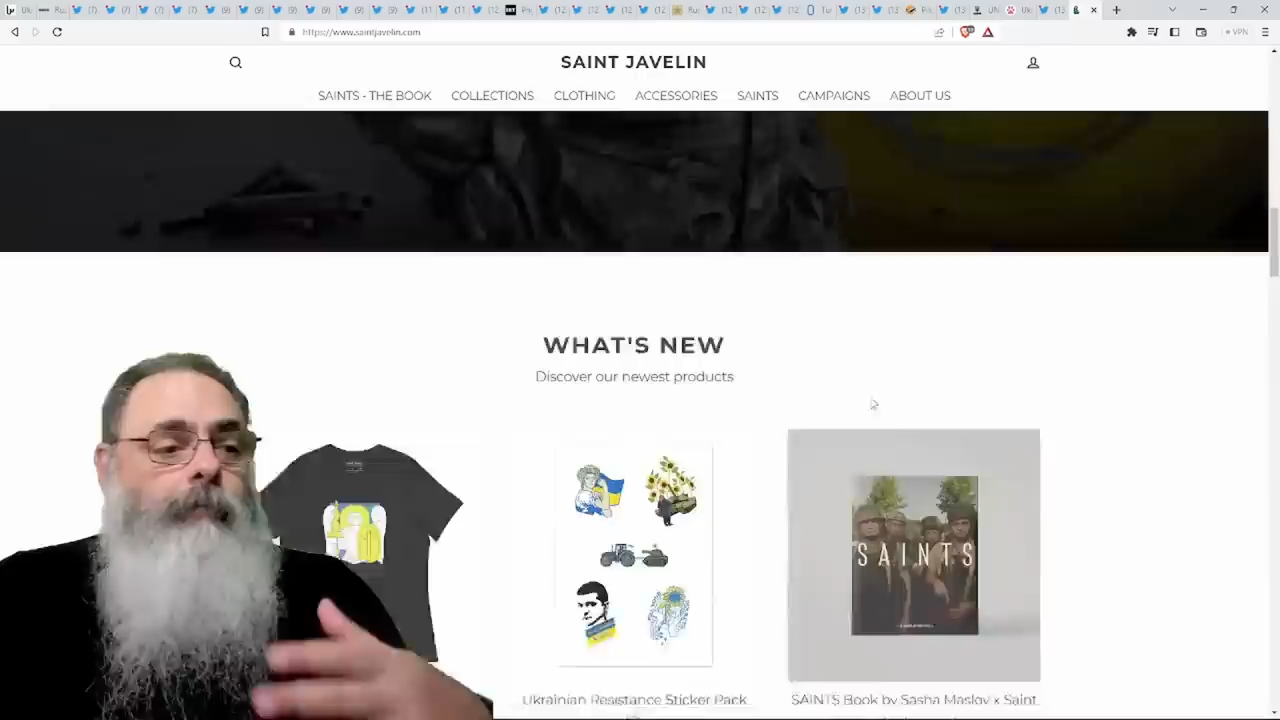 https://www.saintjavelin.com
VPN
SAINT JAVELIN
SAINTS - THE BOOK COLLECTIONS CLOTHING ACCESSORIES SAINTS CAMPAIGNS ABOUT US
WHAT'S NEW
Discover our newest products
SAINTS
Ukrainian Resistance Sticker Pack
SAINTS Book by Sasha Maslov x Saint